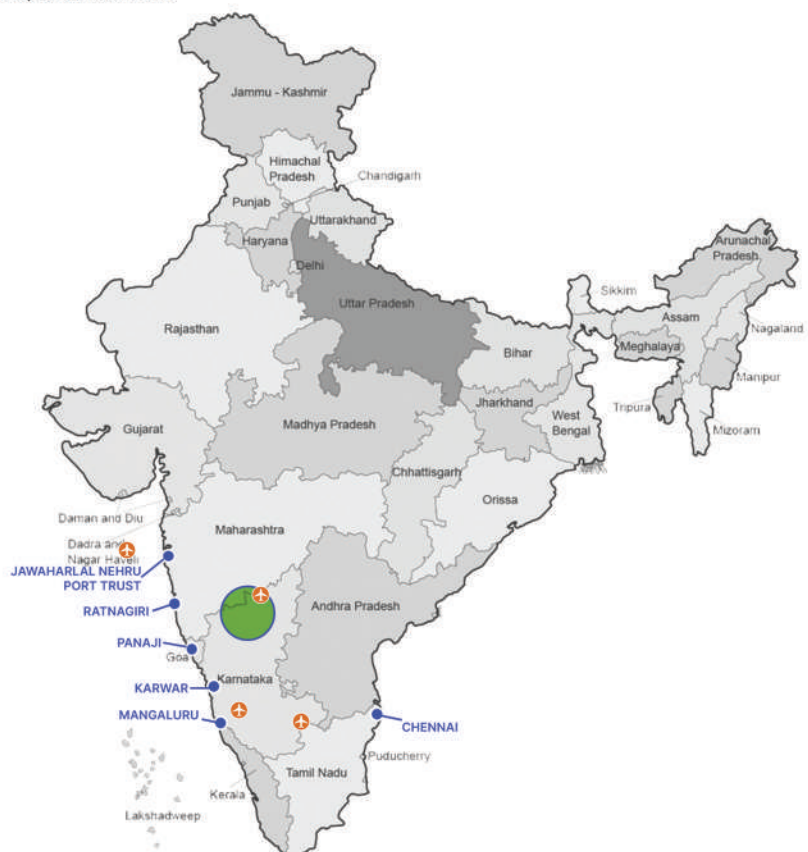 Jammu - Kashmir
Himachal
Pradesh
Chandigarh
Punjab
Uttarakhand
Haryana
Delhi
Arunachal
Pradesh
Sikkim
Uttar Pradesh
Assam
Nagaland
Rajasthan
Bihar
Meghalaya
Manipur
Jharkhand
Tripura
West
Bengal
Mizoram
Gujarat
Madhya Pradesh
Chhattisgarh
Orissa
Daman and Diu
Maharashtra
Dadra and
Nagar Haveli
JAWAHARLAL NEHRU
PORT TRUST
RATNAGIRI
Andhra Pradesh
PANAJI
Goa
Karnataka
KARWAR
MANGALURU
CHENNAI
Puducherry
Tamil Nadu
Kerala
Lakshadweep